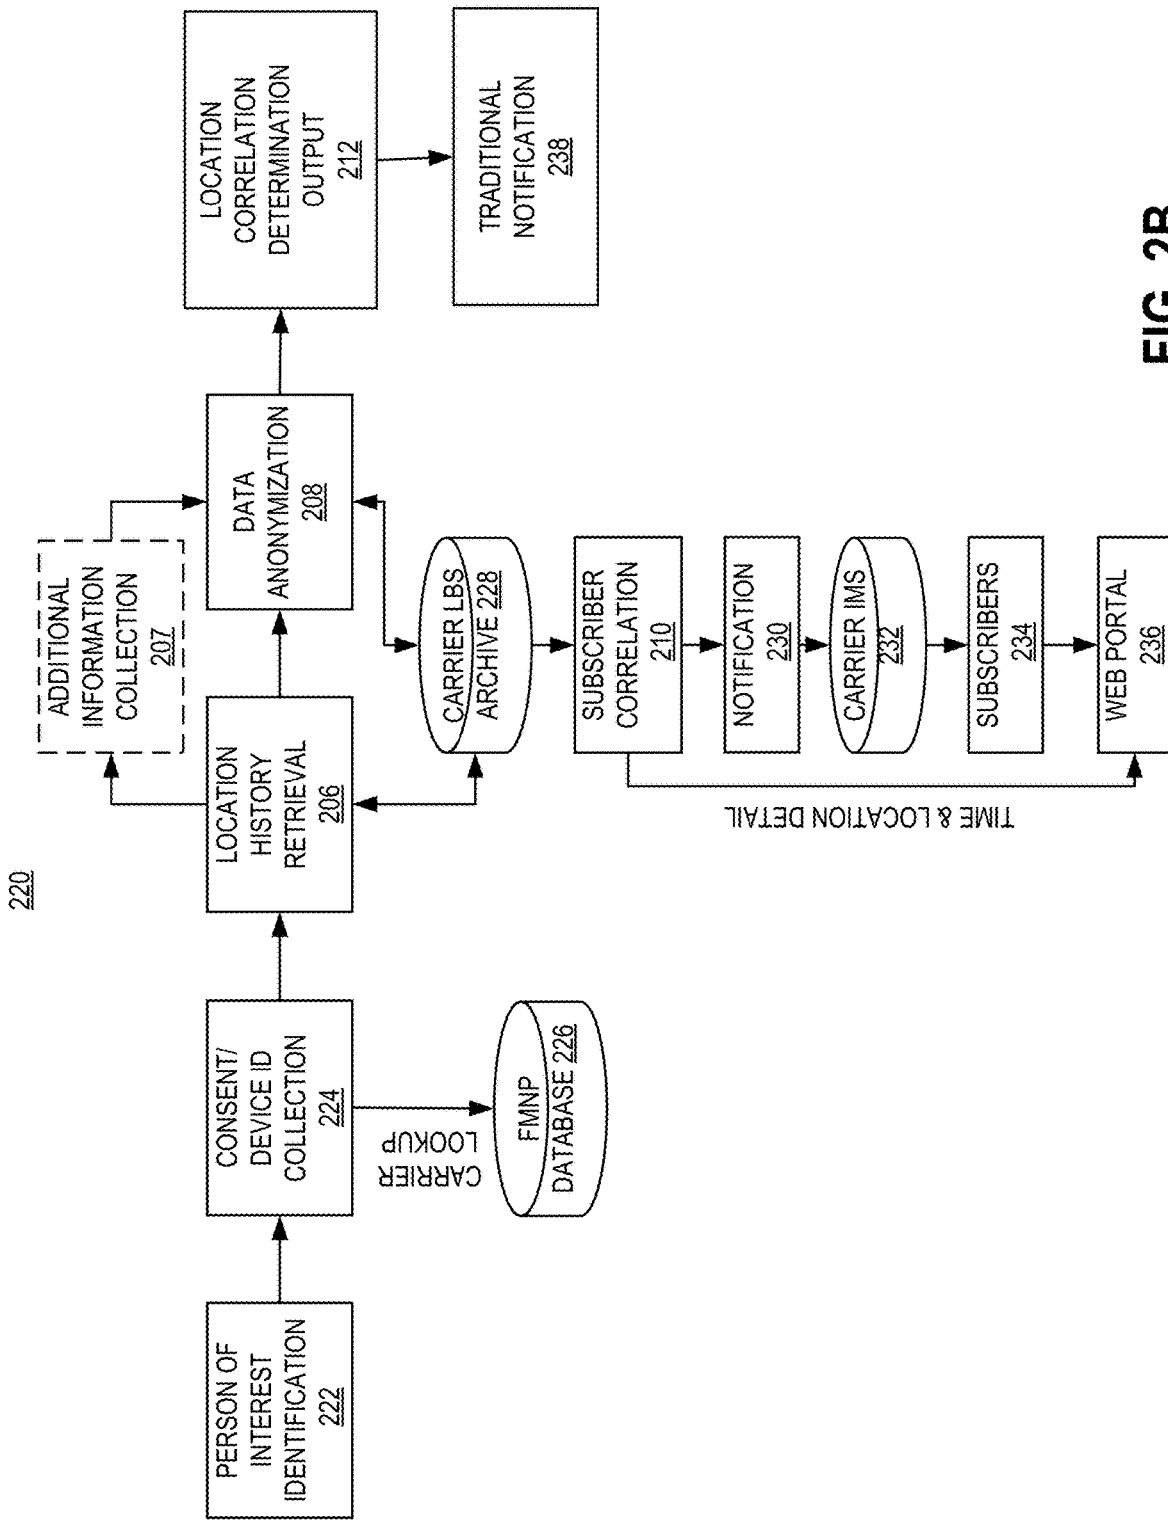 220
PERSON OF
INTEREST
IDENTIFICATION
222
CONSENT/
DEVICE ID
COLLECTION
224
CARRIER
LOOKUP
FMNP
DATABASE 226
LOCATION
HISTORY
RETRIEVAL
206
ADDITIONAL
INFORMATION
COLLECTION
207
DATA
ANONYMIZATION
208
LOCATION
CORRELATION
DETERMINATION
OUTPUT
212
TRADITIONAL
NOTIFICATION
238
CARRIER LBS
ARCHIVE 228
SUBSCRIBER
CORRELATION
210
NOTIFICATION
230
CARRIER IMS
232
SUBSCRIBERS
234
WEB PORTAL
236
TIME & LOCATION DETAIL
FIG. 2B